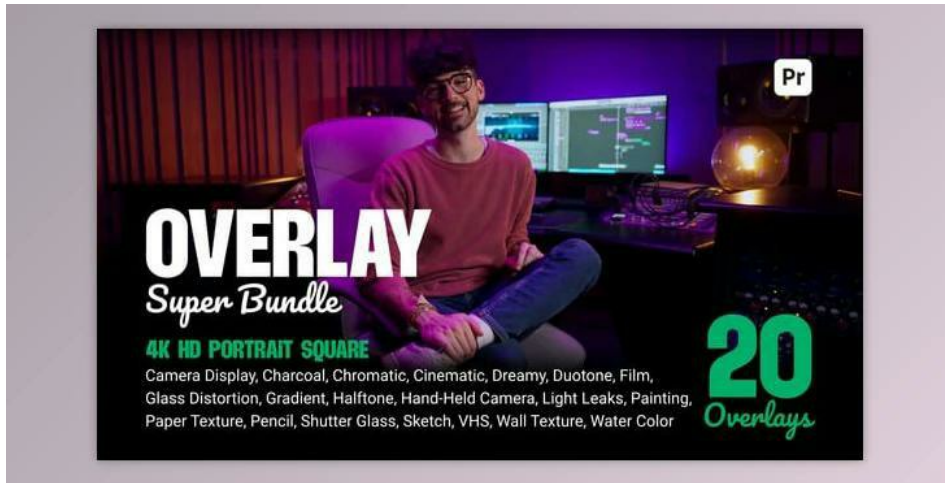 Pr
OVERLAY
Super Bundle
4K HD PORTRAIT SQUARE
Camera Display, Charcoal, Chromatic, Cinematic, Dreamy, Duotone, Film,
Glass Distortion, Gradient, Halftone, Hand-Held Camera, Light Leaks, Painting,
Paper Texture, Pencil, Shutter Glass, Sketch, VHS, Wall Texture, Water Color
20
Overlays